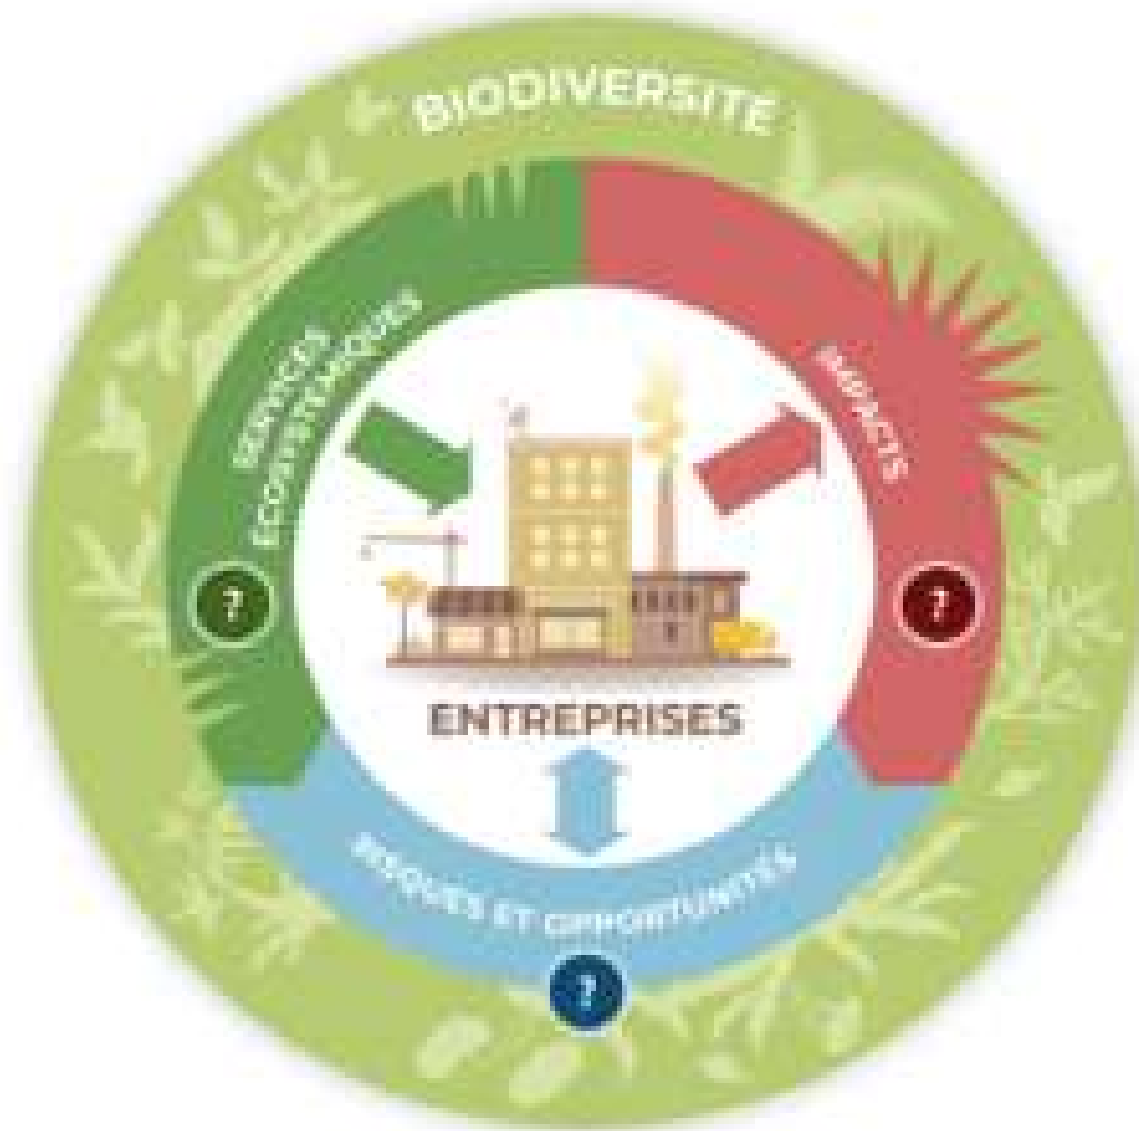 BIODIVERSITÉ
SERVICES
ÉCOSYSTÉMIQUES
IMPACTS
?
?
ENTREPRISES
RISQUES ET OPPORTUNITÉS
?